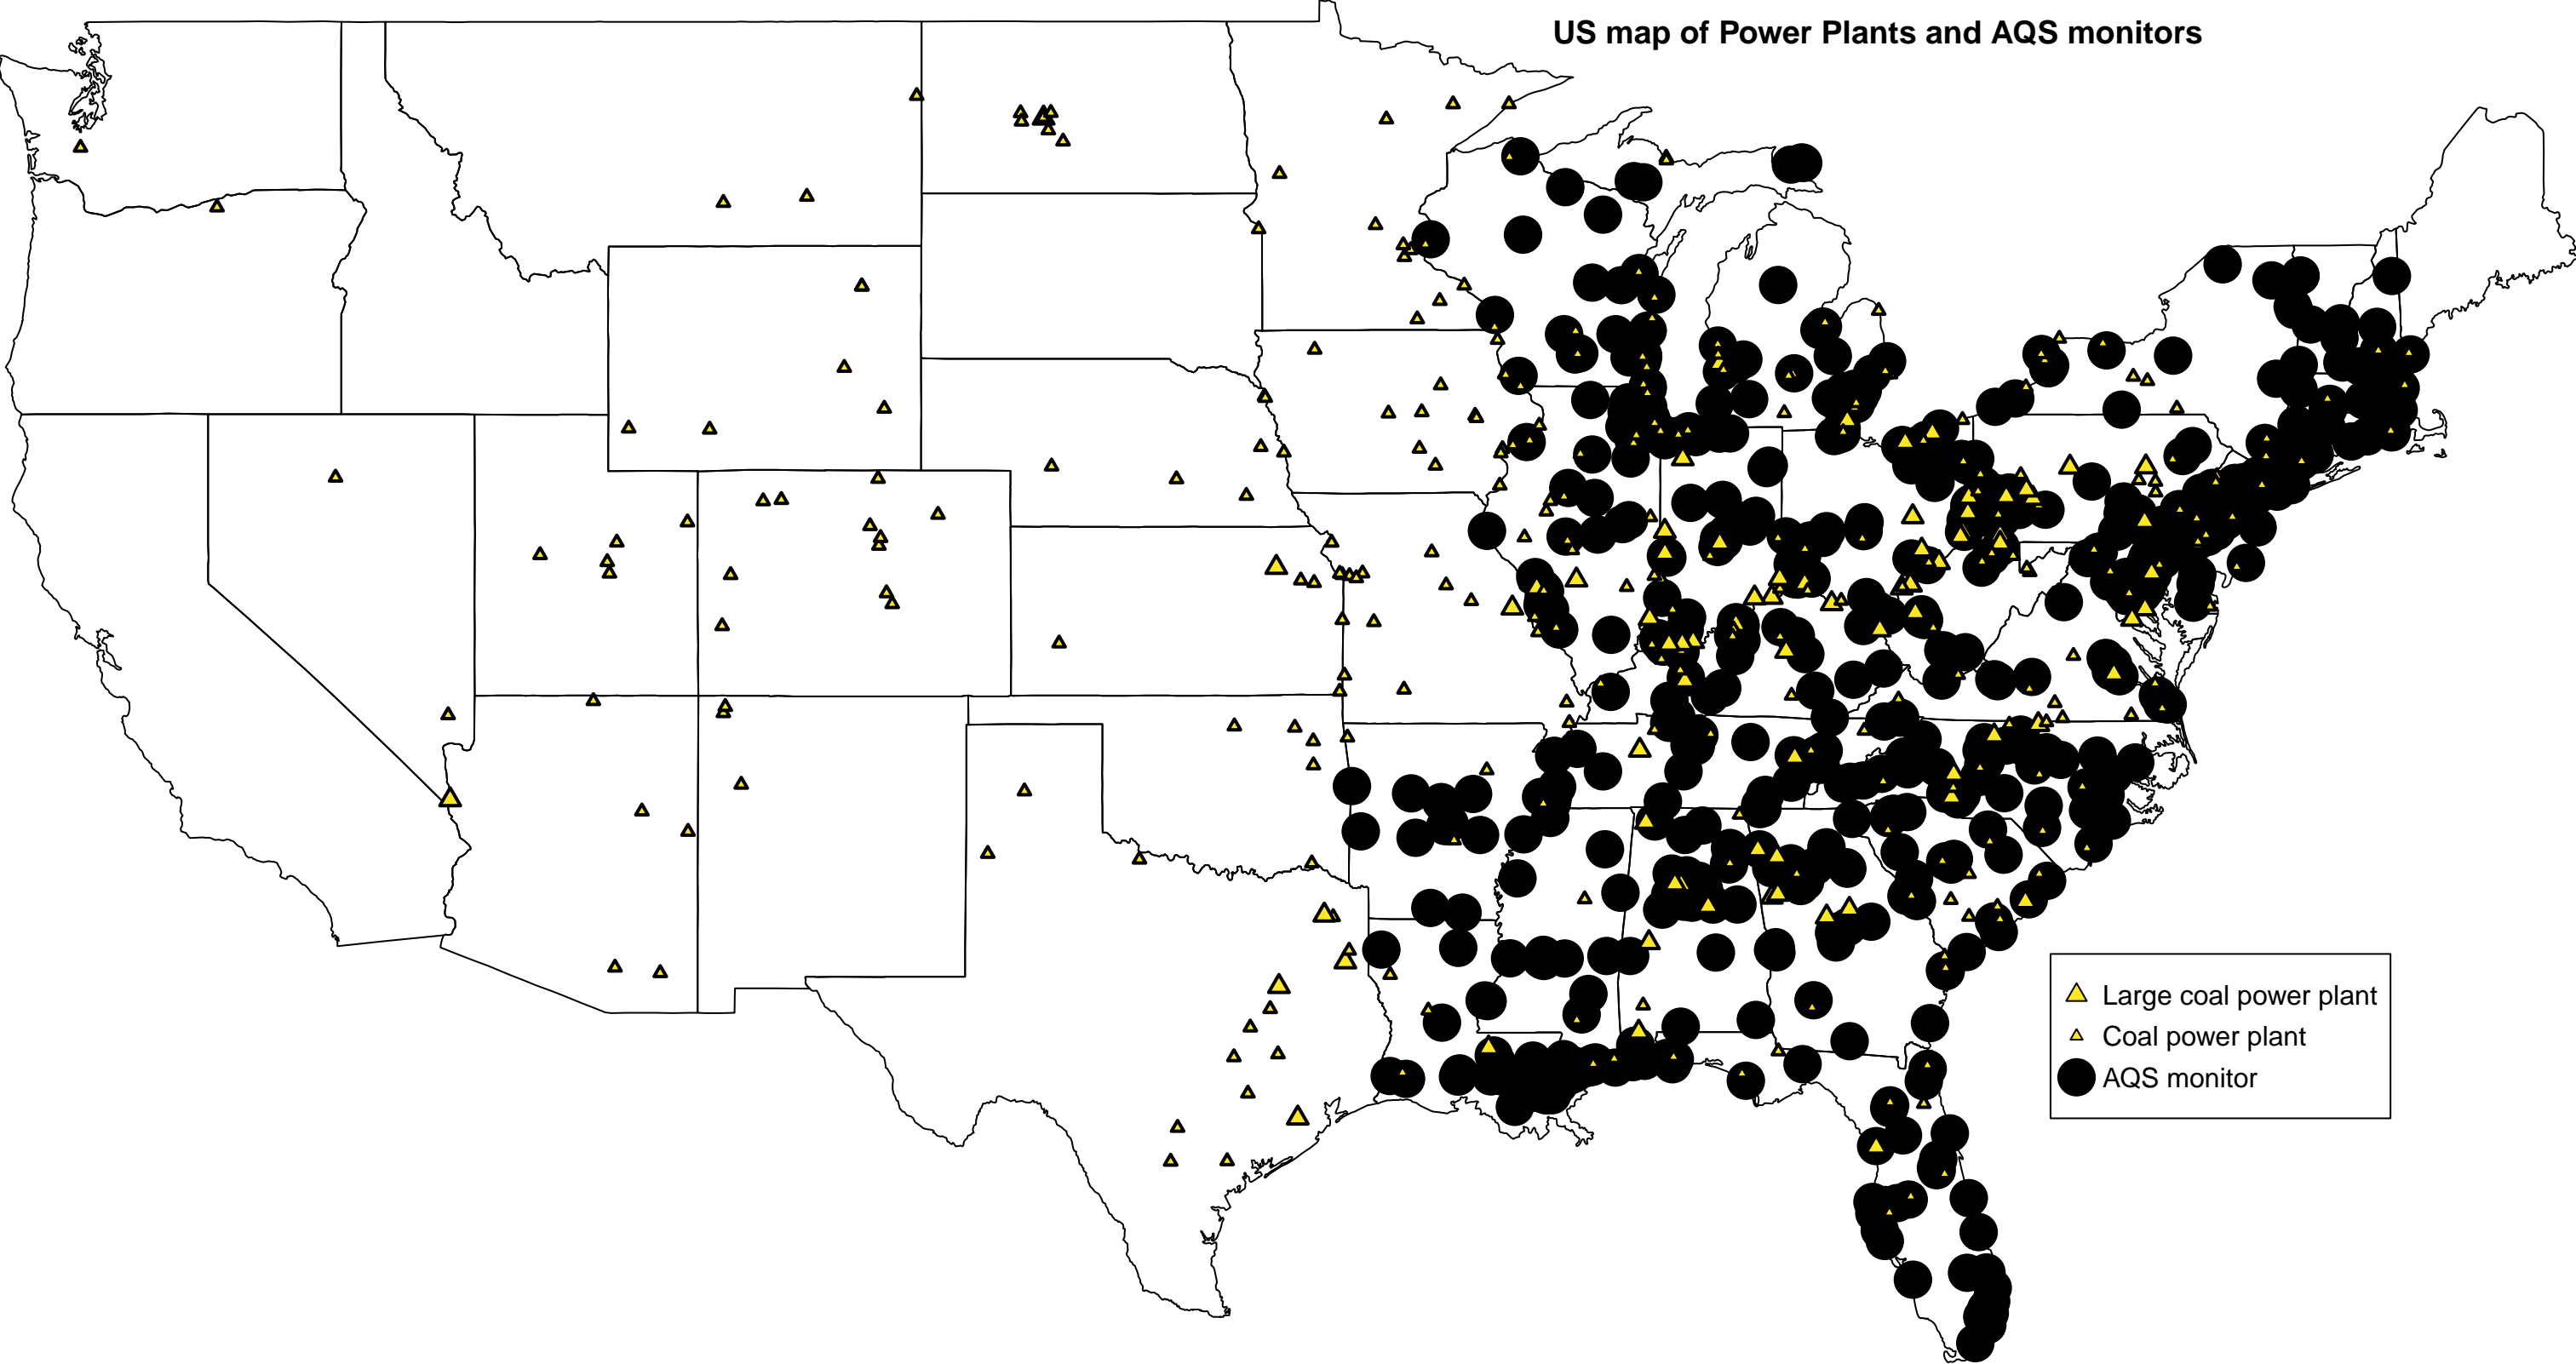 US map of Power Plants and AQS monitors
Large coal power plant
Coal power plant
AQS monitor